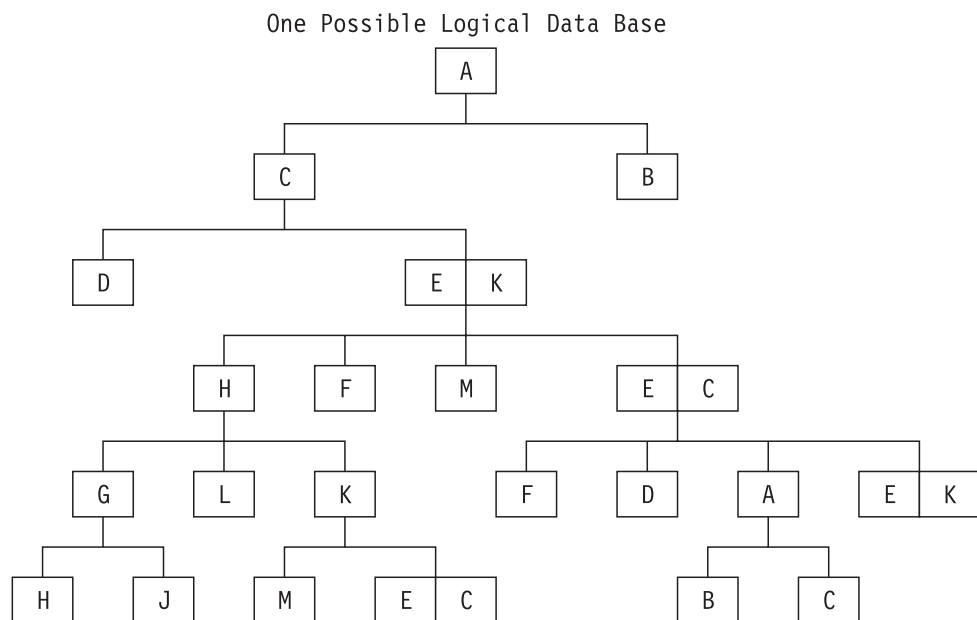 One Possible Logical Data Base
A
C B
D E K
H F M E C
G L K F D A E K
H J M E C B C